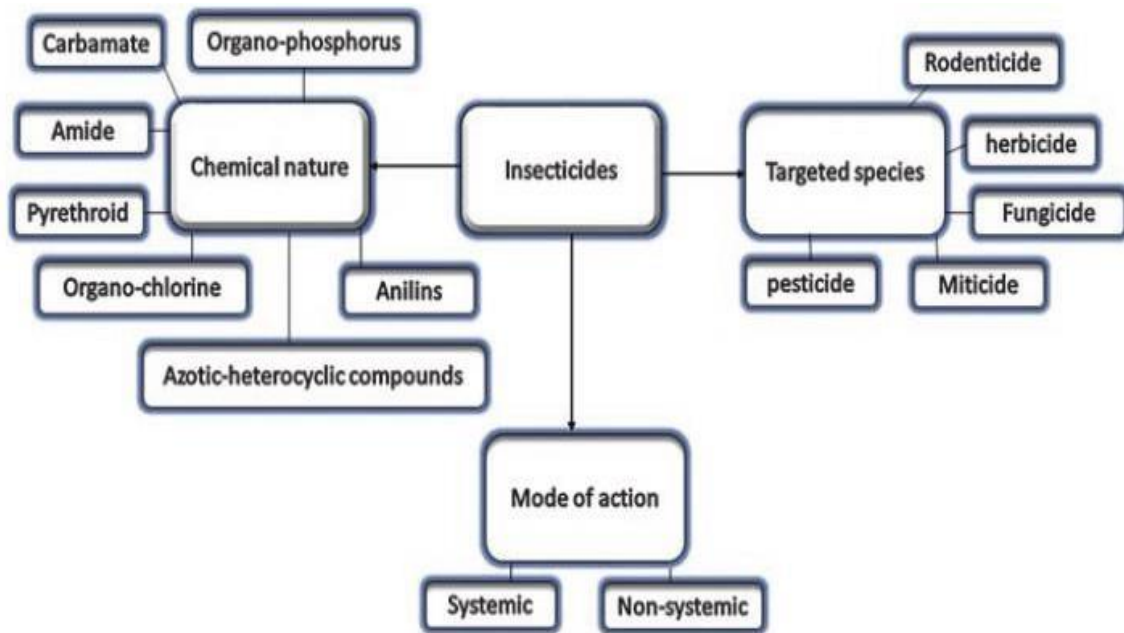 Carbamate
Organo-phosphorus
Rodenticide
Amide
Chemical nature
Insecticides
Targeted species
herbicide
Pyrethroid
Fungicide
Organo-chlorine
Anilins
pesticide
Miticide
Azotic-heterocyclic compounds
Mode of action
Systemic
Non-systemic